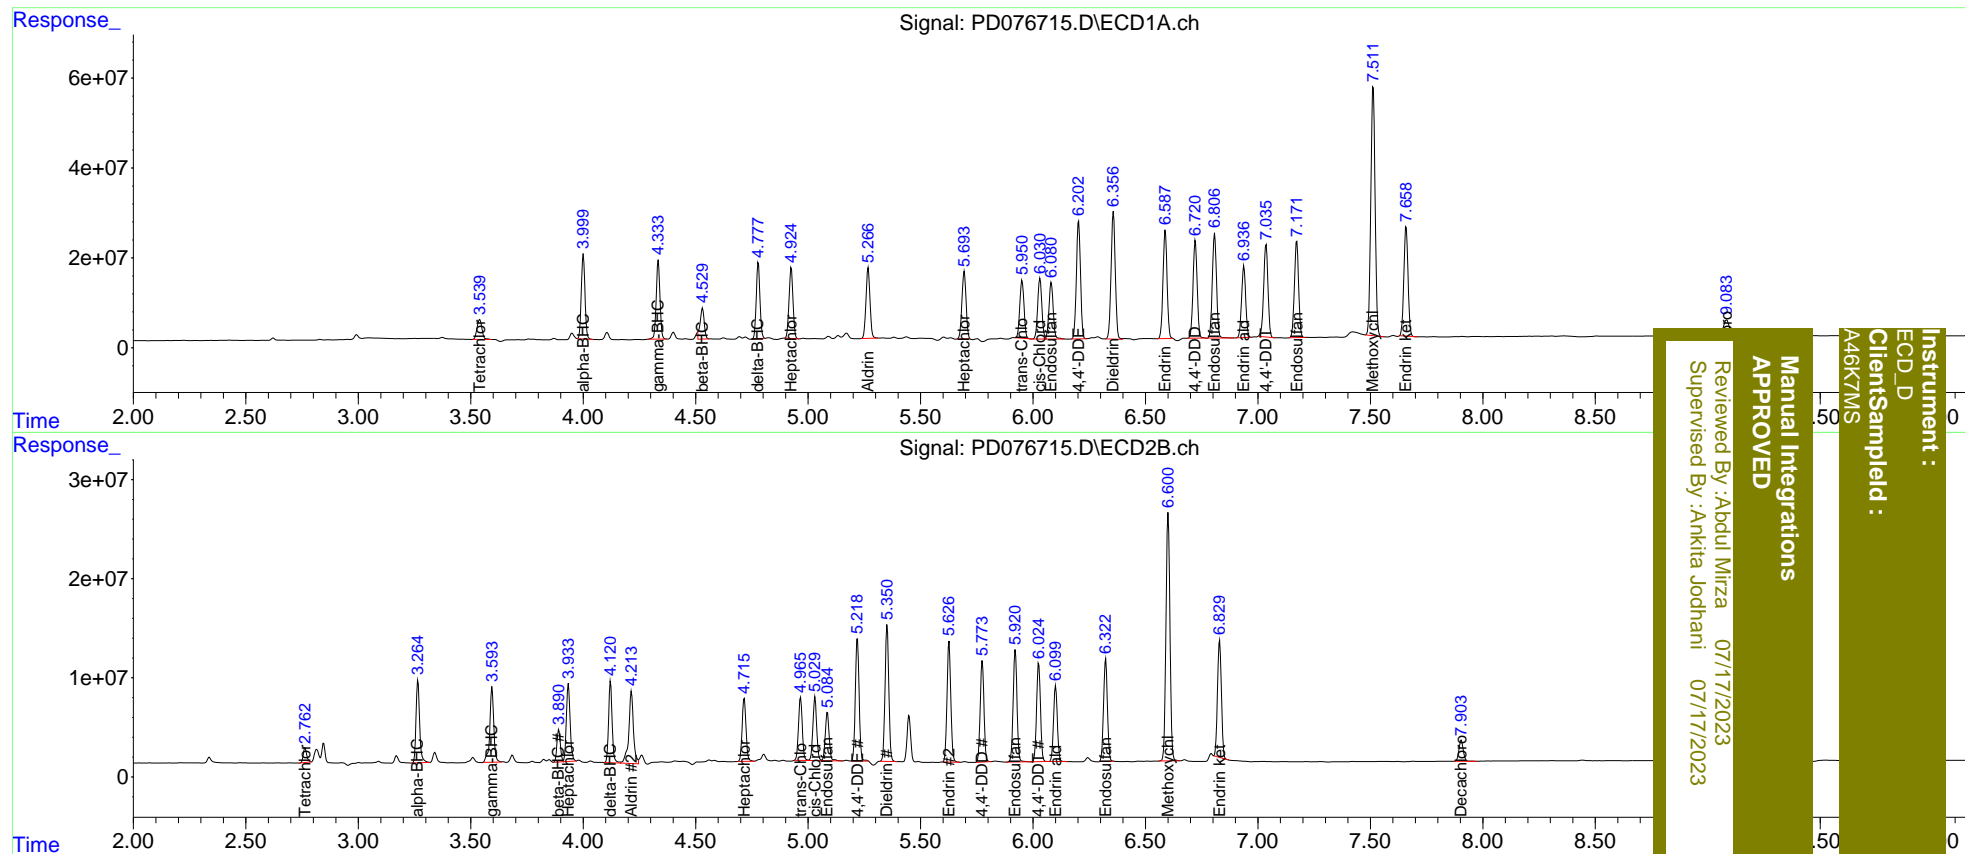 Response_
Signal: PD076715.D\ECD1A.ch
6e+07
4e+07
2e+07
0
3.539
3.999
4.333
4.529
4.777
4.924
5.266
5.693
5.950
6.030
6.080
6.202
6.356
6.587
6.720
6.806
6.936
7.035
7.171
7.511
7.658
9.083
Tetrachlor
alpha-BHC
gamma-BHC
beta-BHC
delta-BHC
Heptachlor
Aldrin
Heptachlor
trans-Chlo
cis-Chlord
Endosulfan
4,4'-DDE
Dieldrin
Endrin
4,4'-DDD
Endosulfan
Endrin ald
4,4'-DDT
Endosulfan
Methoxychl
Endrin ket
2.00 2.50 3.00 3.50 4.00 4.50 5.00 5.50 6.00 6.50 7.00 7.50 8.00 8.50
Time
Response_
Signal: PD076715.D\ECD2B.ch
3e+07
2e+07
1e+07
0
2.762
3.264
3.593
3.890
3.933
4.120
4.213
4.715
4.965
5.029
5.084
5.218
5.350
5.626
5.773
5.920
6.024
6.099
6.322
6.600
6.829
7.903
Tetrachlor
alpha-BHC
gamma-BHC
beta-BHC #
Heptachlor
delta-BHC
Aldrin #
Heptachlor
trans-Chlo
cis-Chlord
Endosulfan
4,4'-DDE #
Dieldrin #
Endrin #2
4,4'-DDD #
Endosulfan
4,4'-DDT #
Endrin ald
Endosulfan
Methoxychl
Endrin ket
Decachloro
2.00 2.50 3.00 3.50 4.00 4.50 5.00 5.50 6.00 6.50 7.00 7.50 8.00 8.50
Time
Instrument :
ECD_D
ClientSampleId :
A46K7MS
Manual Integrations
APPROVED
Reviewed By :Abdul Mirza 07/17/2023
Supervised By :Ankita Jodhani 07/17/2023